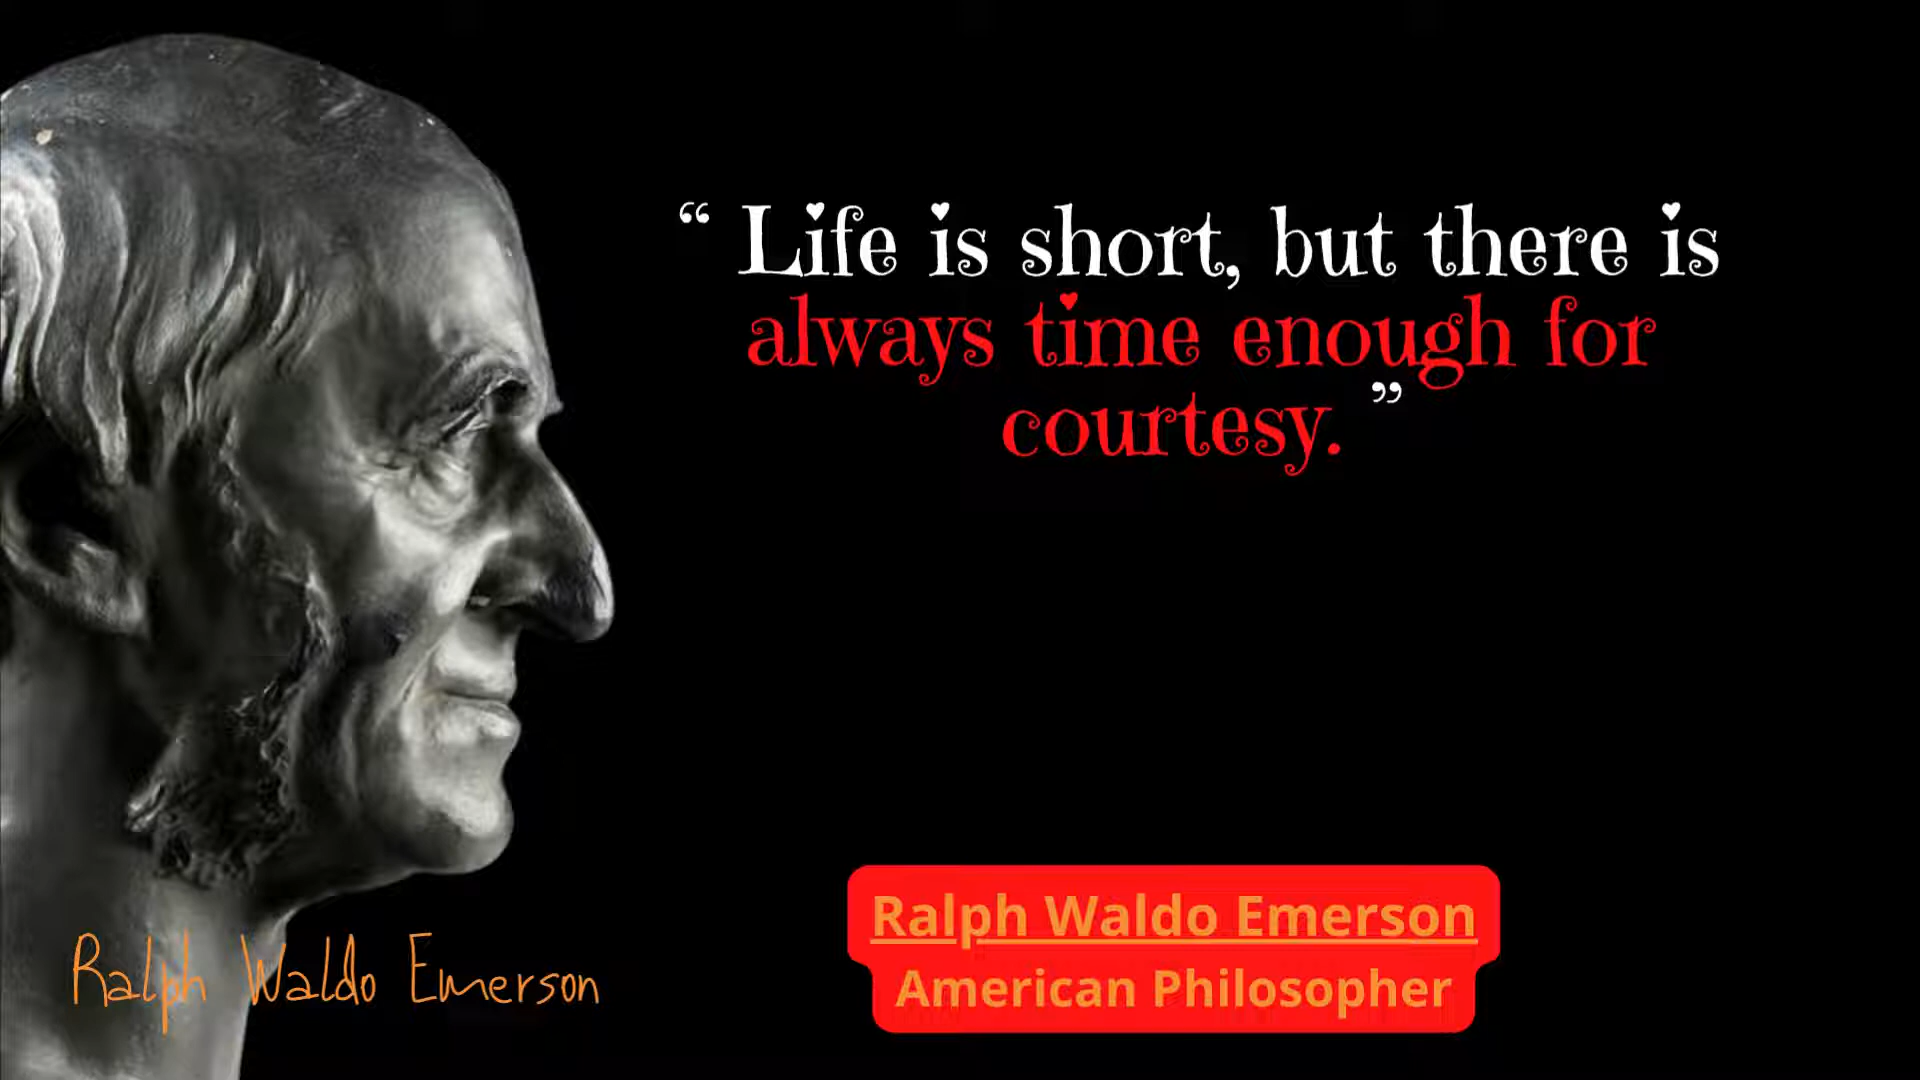 “ Life is short, but there is
always time enough for
courtesy. ”
Ralph Waldo Emerson
American Philosopher
Ralph Waldo Emerson